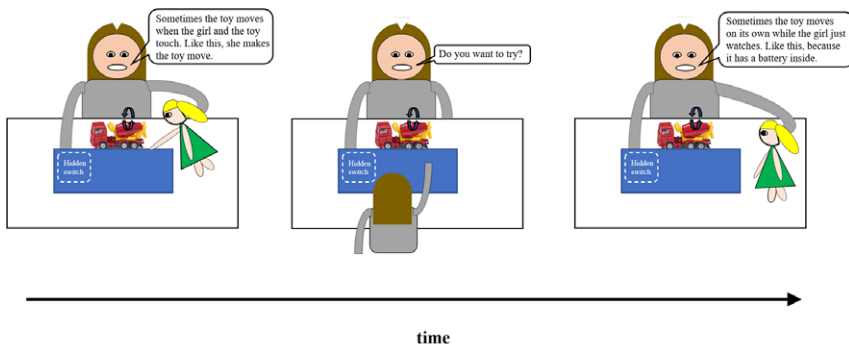 Sometimes the toy moves
when the girl and the toy
touch. Like this, she makes
the toy move.
Hidden
switch
Do you want to try?
Hidden
switch
Sometimes the toy moves
on its own while the girl just
watches. Like this, because
it has a battery inside.
Hidden
switch
time